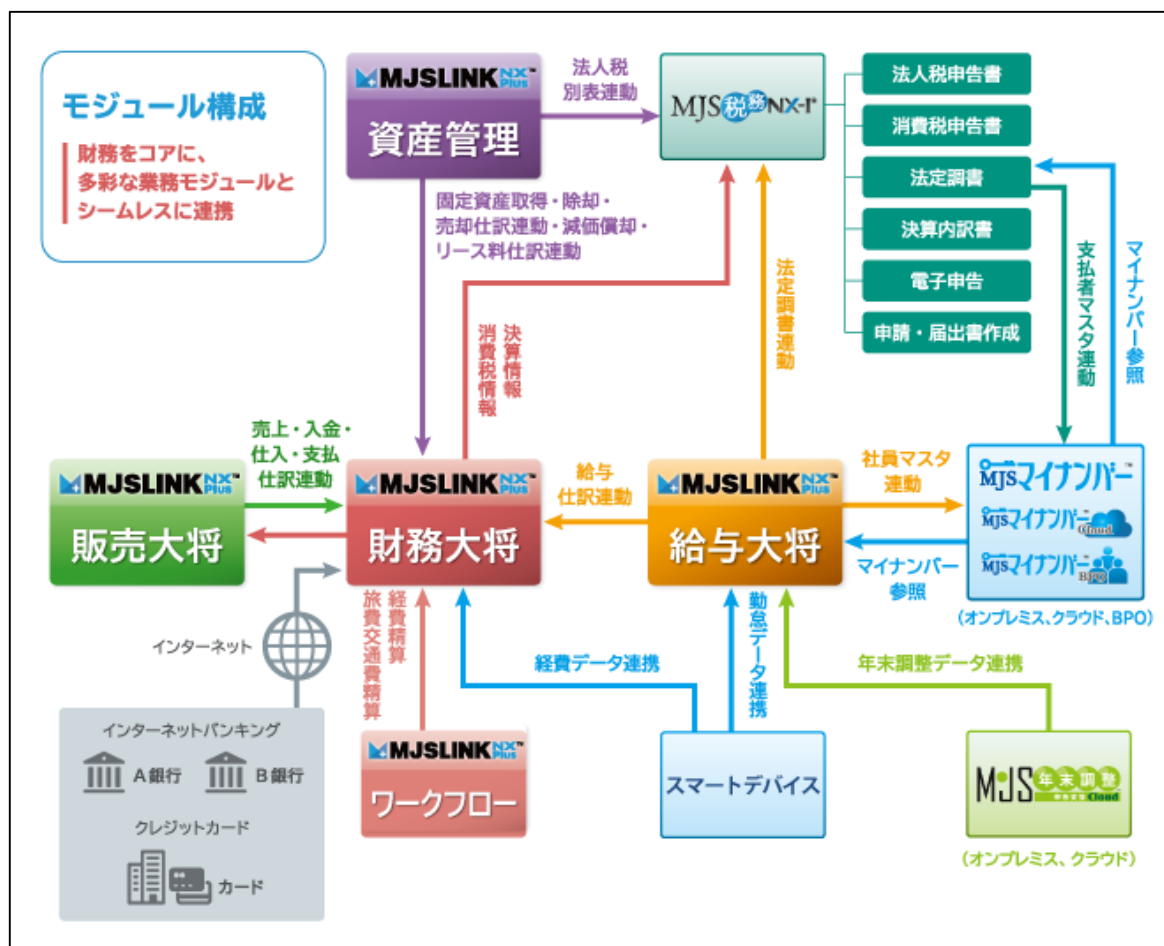 モジュール構成
財務をコアに、
多彩な業務モジュールと
シームレスに連携
MJSLINK NX Plus™
資産管理
法人税
別表連動
MJS税務NX-r™
法人税申告書
消費税申告書
法定調書
決算内訳書
電子申告
申請・届出書作成
固定資産取得・除却・
売却仕訳連動・減価償却・
リース料仕訳連動
決算情報
消費税情報
法定調書連動
支払者マスタ連動
マイナンバー参照
売上・入金・
仕入・支払
仕訳連動
MJSLINK NX Plus™
販売大将
MJSLINK NX Plus™
財務大将
給与
仕訳連動
MJSLINK NX Plus™
給与大将
社員マスタ
連動
マイナンバー
参照
MJSマイナンバー™
MJSマイナンバー Cloud
MJSマイナンバー BPO
(オンプレミス、クラウド、BPO)
インターネット
経費精算
旅費交通費精算
経費データ連携
勤怠データ連携
年末調整データ連携
インターネットバンキング
A銀行
B銀行
クレジットカード
カード
MJSLINK NX Plus™
ワークフロー
スマートデバイス
MJS年末調整
Cloud
(オンプレミス、クラウド)